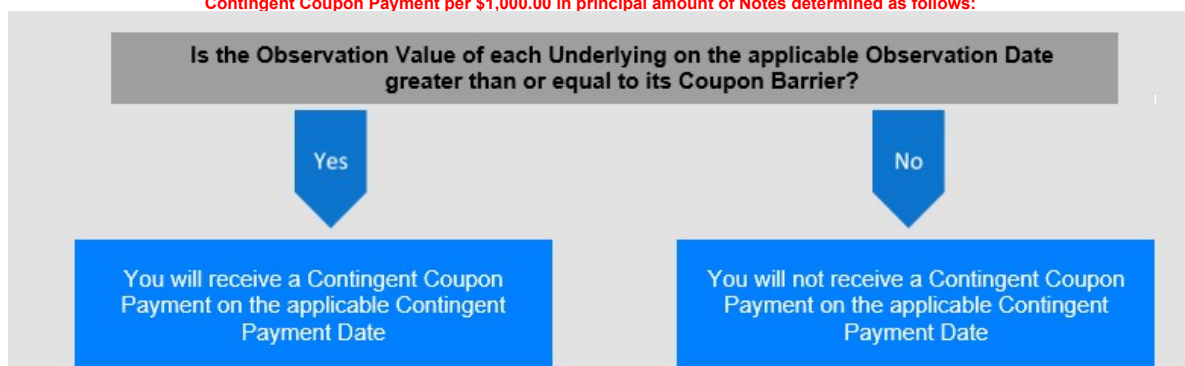 Contingent Coupon Payment per $1,000.00 in principal amount of Notes determined as follows:
Is the Observation Value of each Underlying on the applicable Observation Date
greater than or equal to its Coupon Barrier?
Yes
No
You will receive a Contingent Coupon
Payment on the applicable Contingent
Payment Date
You will not receive a Contingent Coupon
Payment on the applicable Contingent
Payment Date